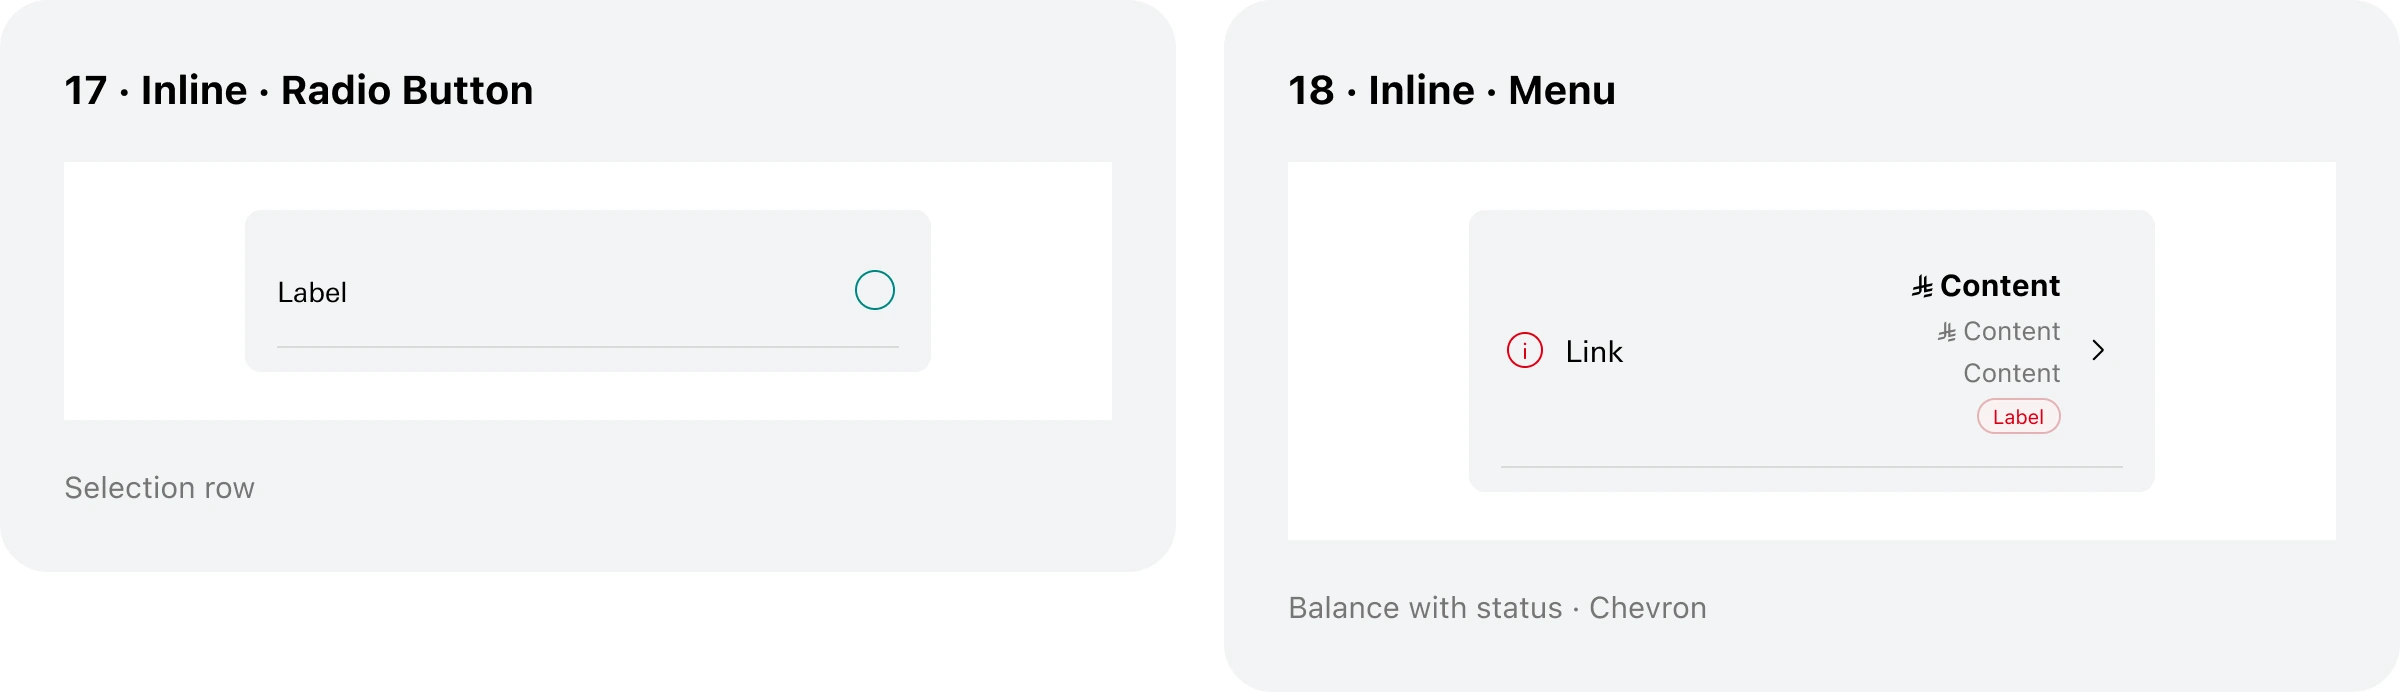 17 · Inline · Radio Button
Label
Selection row
18 · Inline · Menu
Link
⃁ Content
⃁ Content
Content
Label
Balance with status · Chevron